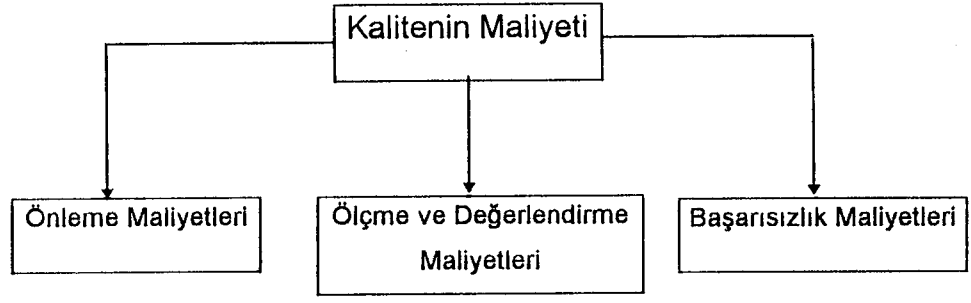 Kalitenin Maliyeti
Önleme Maliyetleri
Ölçme ve Değerlendirme
Maliyetleri
Başarısızlık Maliyetleri